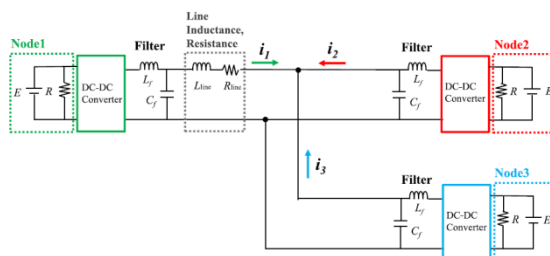 Node1
E
R
DC-DC
Converter
Filter
Lf
Cf
Line
Inductance,
Resistance
Lline
Rline
i1
i2
i3
Filter
Lf
Cf
DC-DC
Converter
Node2
R
E
Filter
Lf
Cf
DC-DC
Converter
Node3
R
E